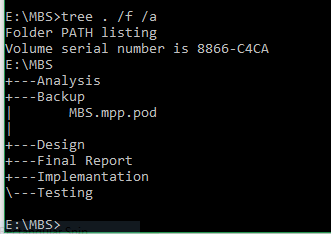 E:\MBS>tree . /f /a
Folder PATH listing
Volume serial number is 8866-C4CA
E:\MBS
+---Analysis
+---Backup
|       MBS.mpp.pod
|
+---Design
+---Final Report
+---Implemantation
\---Testing
E:\MBS>